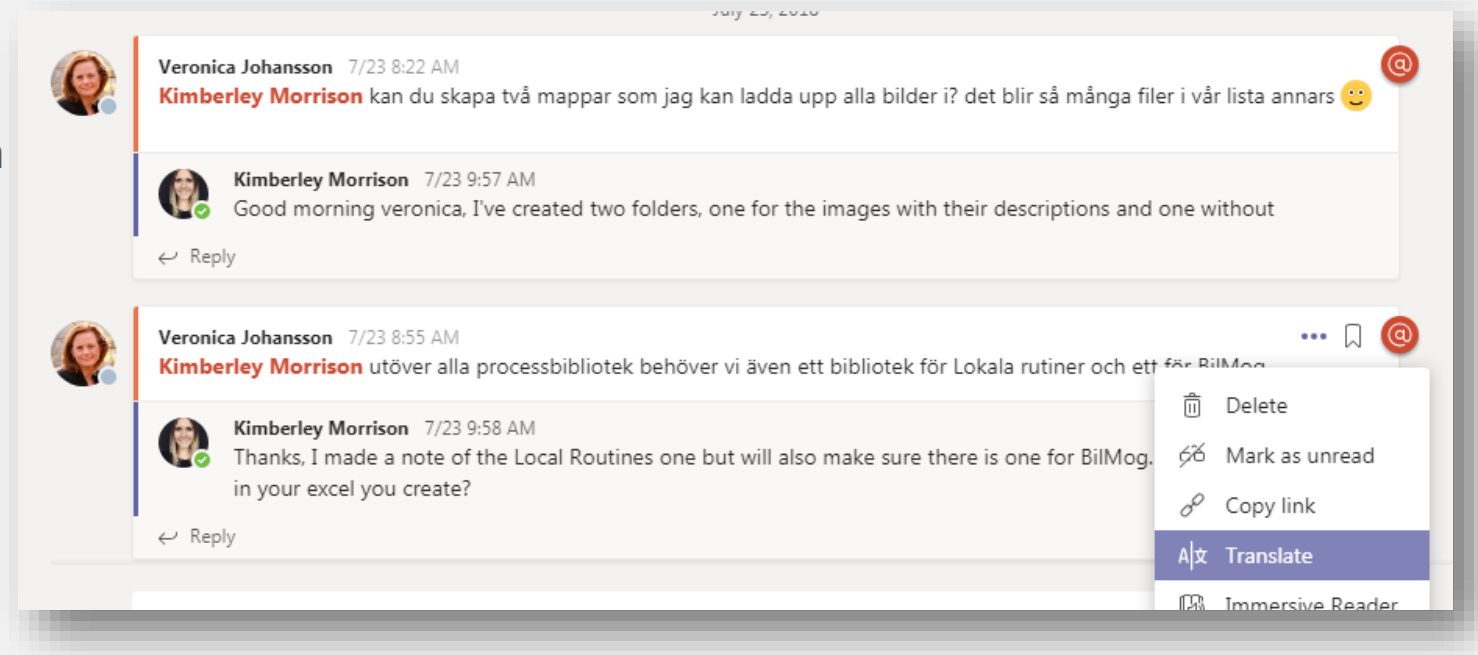 July 23, 2018
Veronica Johansson 7/23 8:22 AM
Kimberley Morrison kan du skapa två mappar som jag kan ladda upp alla bilder i? det blir så många filer i vår lista annars
Kimberley Morrison 7/23 9:57 AM
Good morning veronica, I've created two folders, one for the images with their descriptions and one without
Reply
Veronica Johansson 7/23 8:55 AM
Kimberley Morrison utöver alla processbibliotek behöver vi även ett bibliotek för Lokala rutiner och ett för BilMog
Kimberley Morrison 7/23 9:58 AM
Thanks, I made a note of the Local Routines one but will also make sure there is one for BilMog.
in your excel you create?
Reply
Delete
Mark as unread
Copy link
Translate
Immersive Reader